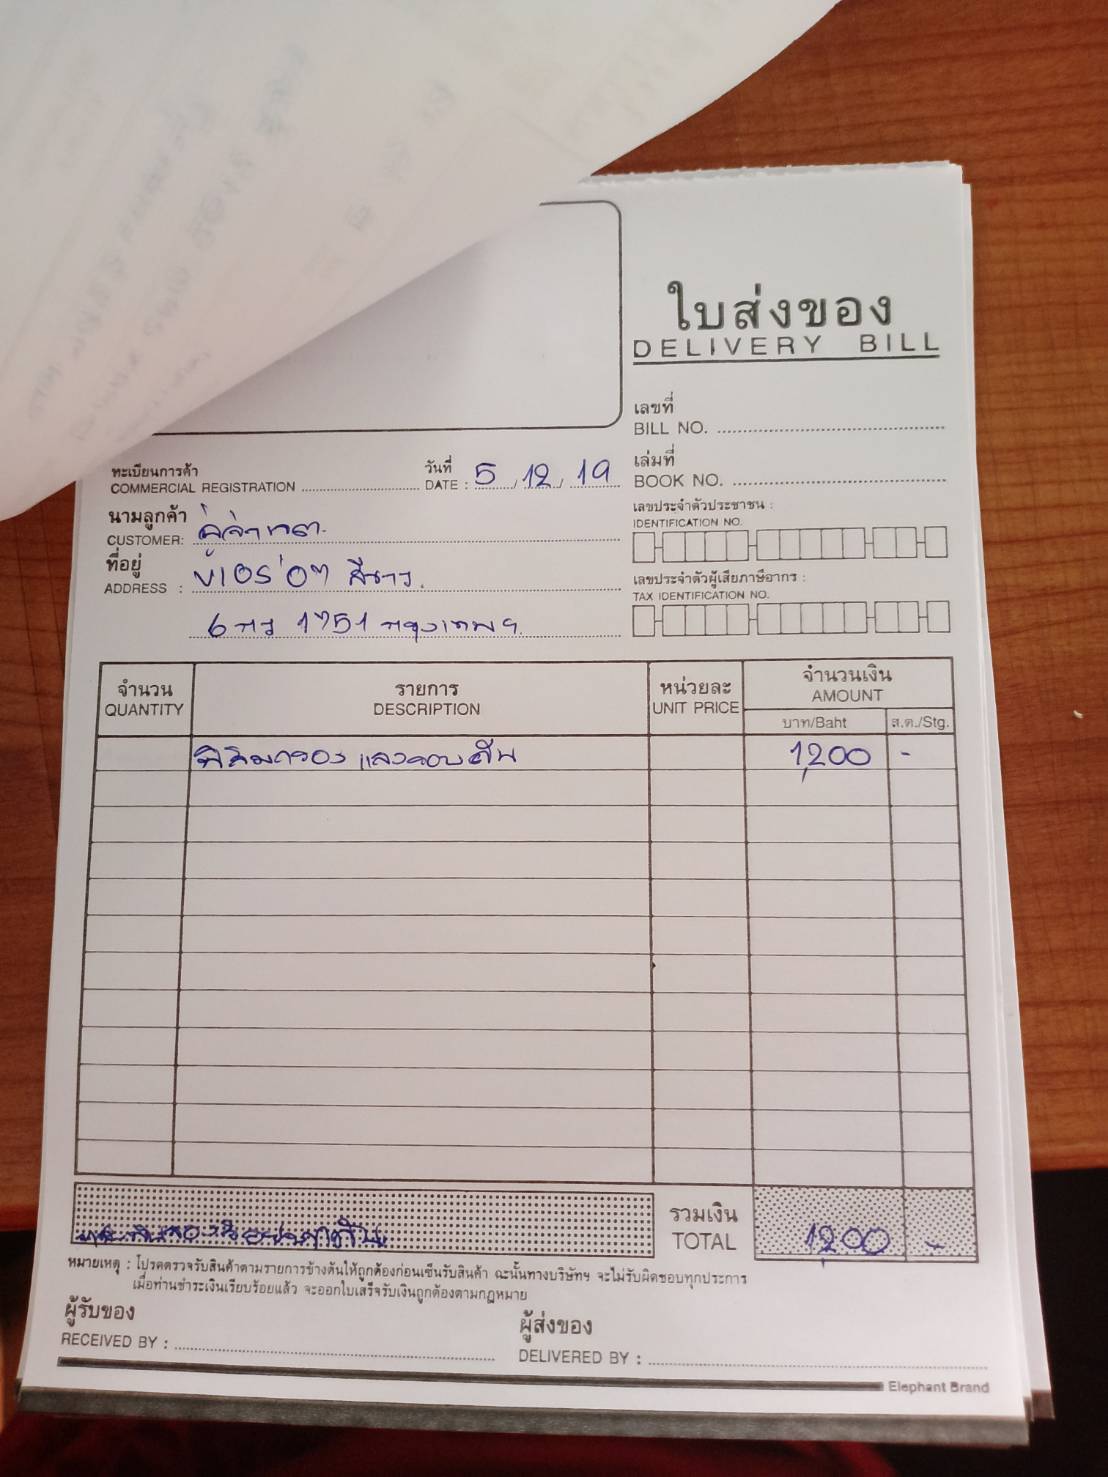 ใบส่งของ
DELIVERY BILL
เลขที่
BILL NO.
ทะเบียนการค้า
COMMERCIAL REGISTRATION
วันที่
DATE : 5 / 12 / 19
เล่มที่
BOOK NO.
นามลูกค้า
CUSTOMER:
เลขประจำตัวประชาชน :
IDENTIFICATION NO.
ที่อยู่
ADDRESS :
เลขประจำตัวผู้เสียภาษีอากร :
TAX IDENTIFICATION NO.
6 กว 1751 กรุงเทพฯ
จำนวน
QUANTITY
รายการ
DESCRIPTION
หน่วยละ
UNIT PRICE
จำนวนเงิน
AMOUNT
บาท/Baht
ส.ต./Stg.
ฟิล์มกรองแสงรอบคัน 1,200 -
รวมเงิน
TOTAL
1,200 -
หมายเหตุ : โปรดตรวจรับสินค้าตามรายการข้างต้นให้ถูกต้องก่อนเซ็นรับสินค้า ฉะนั้นทางบริษัทฯ จะไม่รับผิดชอบทุกประการ
เมื่อท่านชำระเงินเรียบร้อยแล้ว จะออกใบเสร็จรับเงินถูกต้องตามกฎหมาย
ผู้รับของ
RECEIVED BY :
ผู้ส่งของ
DELIVERED BY :
Elephant Brand